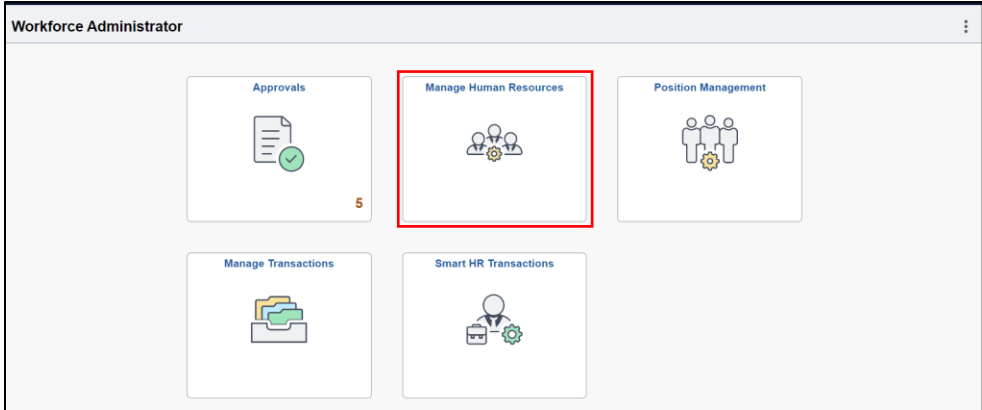 Workforce Administrator
Approvals
Manage Human Resources
Position Management
5
Manage Transactions
Smart HR Transactions